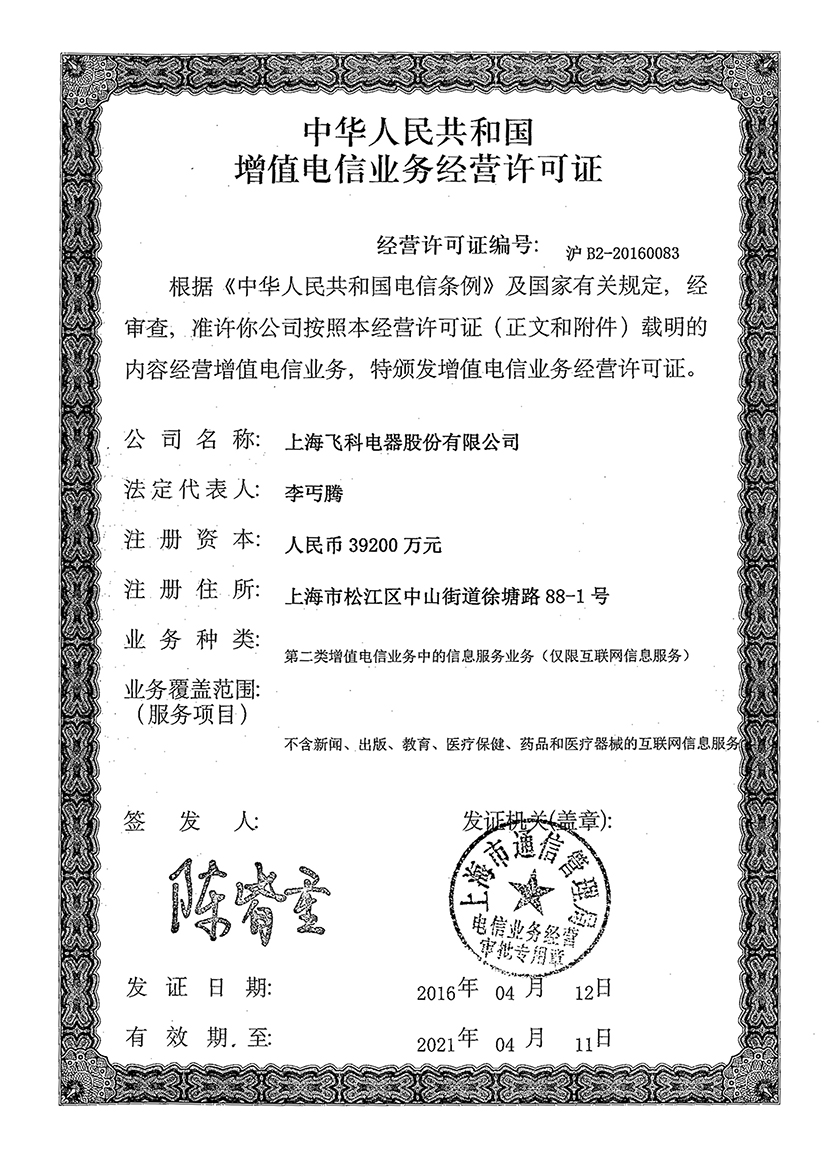 中华人民共和国
增值电信业务经营许可证
经营许可证编号: 沪 B2-20160083
根据《中华人民共和国电信条例》及国家有关规定, 经
审查, 准许你公司按照本经营许可证 (正文和附件) 载明的
内容经营增值电信业务, 特颁发增值电信业务经营许可证。
公司名称: 上海飞科电器股份有限公司
法定代表人: 李丐腾
注册资本: 人民币 39200 万元
注册住所: 上海市松江区中山街道徐塘路 88-1 号
业务种类: 第二类增值电信业务中的信息服务业务 (仅限互联网信息服务)
业务覆盖范围:
(服务项目)
不含新闻、出版、教育、医疗保健、药品和医疗器械的互联网信息服务
签发人:
发证机关(盖章):
上海市通信管理局
电信业务经营
审批专用章
发证日期: 2016年 04 月 12日
有效期至: 2021年 04 月 11日